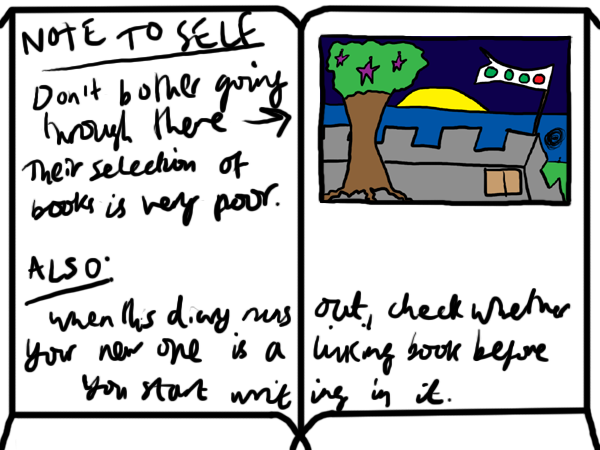 NOTE TO SELF
Don't bother going
through there →
Their selection of
books is very poor.
ALSO:
When this diary runs out, check whether
your new one is a linking book before
you start writing in it.